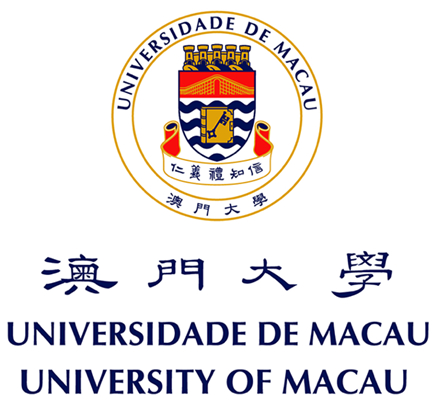 UNIVERSIDADE DE MACAU
仁義禮知信
澳門大學
澳門大學
UNIVERSIDADE DE MACAU
UNIVERSITY OF MACAU